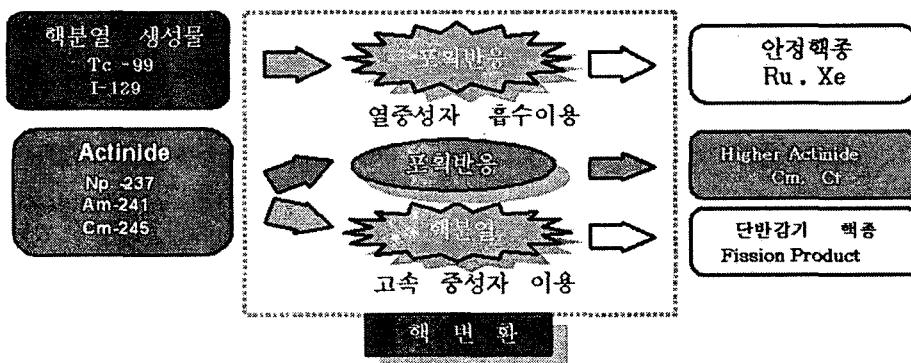 핵분열 생성물
Tc -99
I-129
포획반응
열중성자 흡수이용
안정핵종
Ru . Xe
Actinide
Np -237
Am-241
Cm-245
포획반응
Higher Actinide
Cm, Cf
핵분열
고속 중성자 이용
단반감기 핵종
Fission Product
핵 변 환